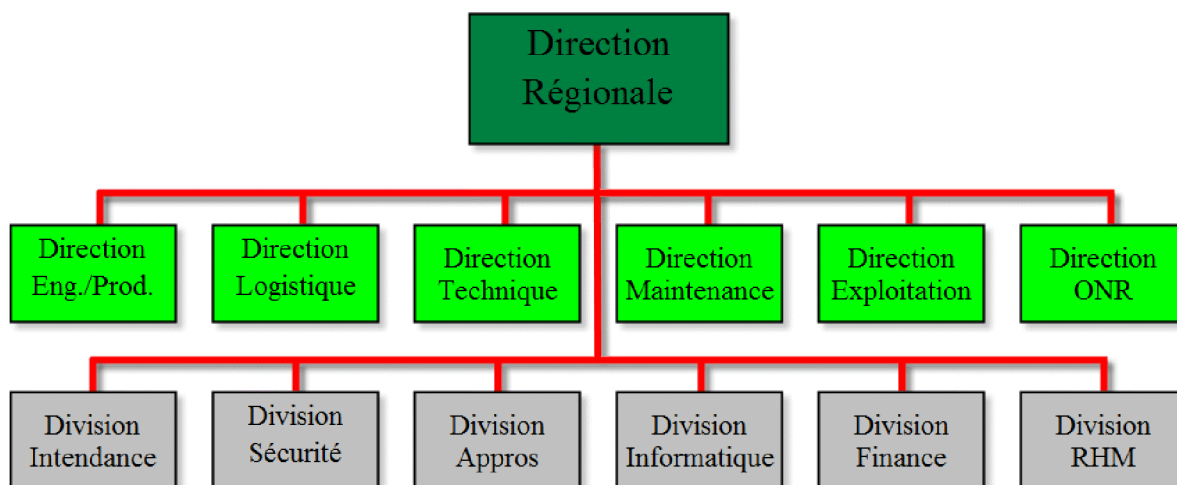 Direction
Régionale
Direction
Eng./Prod.
Direction
Logistique
Direction
Technique
Direction
Maintenance
Direction
Exploitation
Direction
ONR
Division
Intendance
Division
Sécurité
Division
Appros
Division
Informatique
Division
Finance
Division
RHM